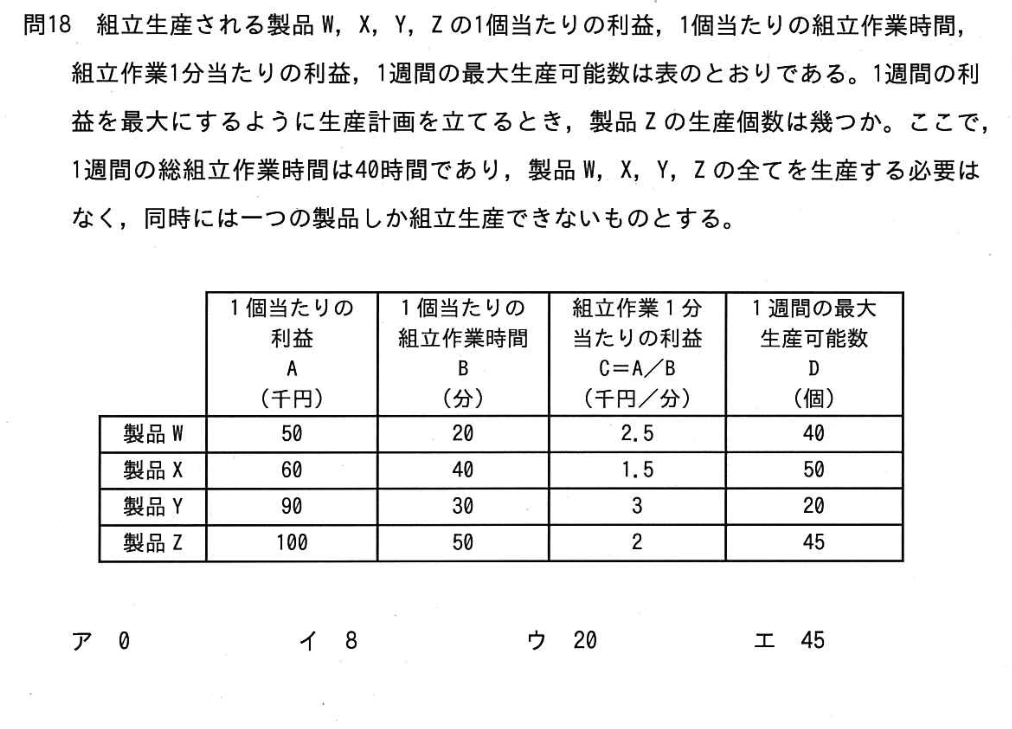 問18 組立生産される製品W，X，Y，Zの1個当たりの利益，1個当たりの組立作業時間，
組立作業1分当たりの利益，1週間の最大生産可能数は表のとおりである。1週間の利
益を最大にするように生産計画を立てるとき，製品Zの生産個数は幾つか。ここで，
1週間の総組立作業時間は40時間であり，製品W，X，Y，Zの全てを生産する必要は
なく，同時には一つの製品しか組立生産できないものとする。
1個当たりの 1個当たりの 組立作業1分 1週間の最大
利益 組立作業時間 当たりの利益 生産可能数
A B C=A／B D
(千円) (分) (千円／分) (個)
製品W 50 20 2.5 40
製品X 60 40 1.5 50
製品Y 90 30 3 20
製品Z 100 50 2 45
ア 0 イ 8 ウ 20 エ 45